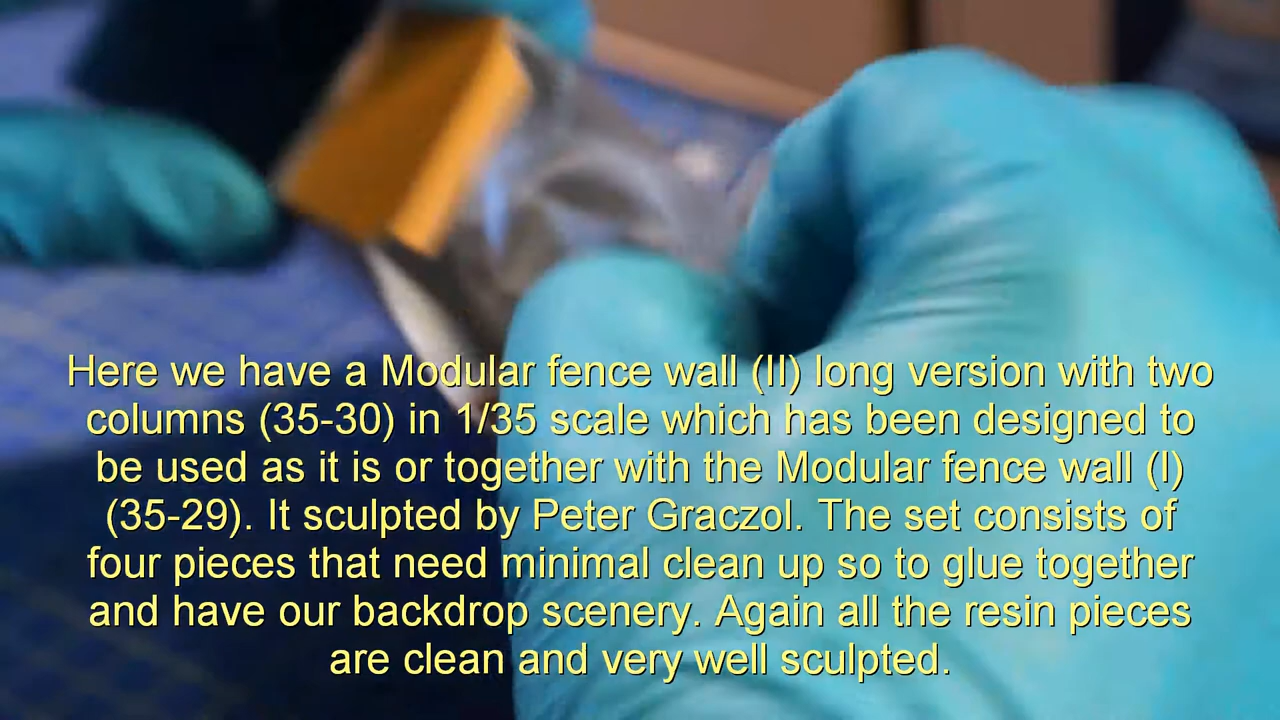 Here we have a Modular fence wall (II) long version with two
columns (35-30) in 1/35 scale which has been designed to
be used as it is or together with the Modular fence wall (I)
(35-29). It sculpted by Peter Graczol. The set consists of
four pieces that need minimal clean up so to glue together
and have our backdrop scenery. Again all the resin pieces
are clean and very well sculpted.